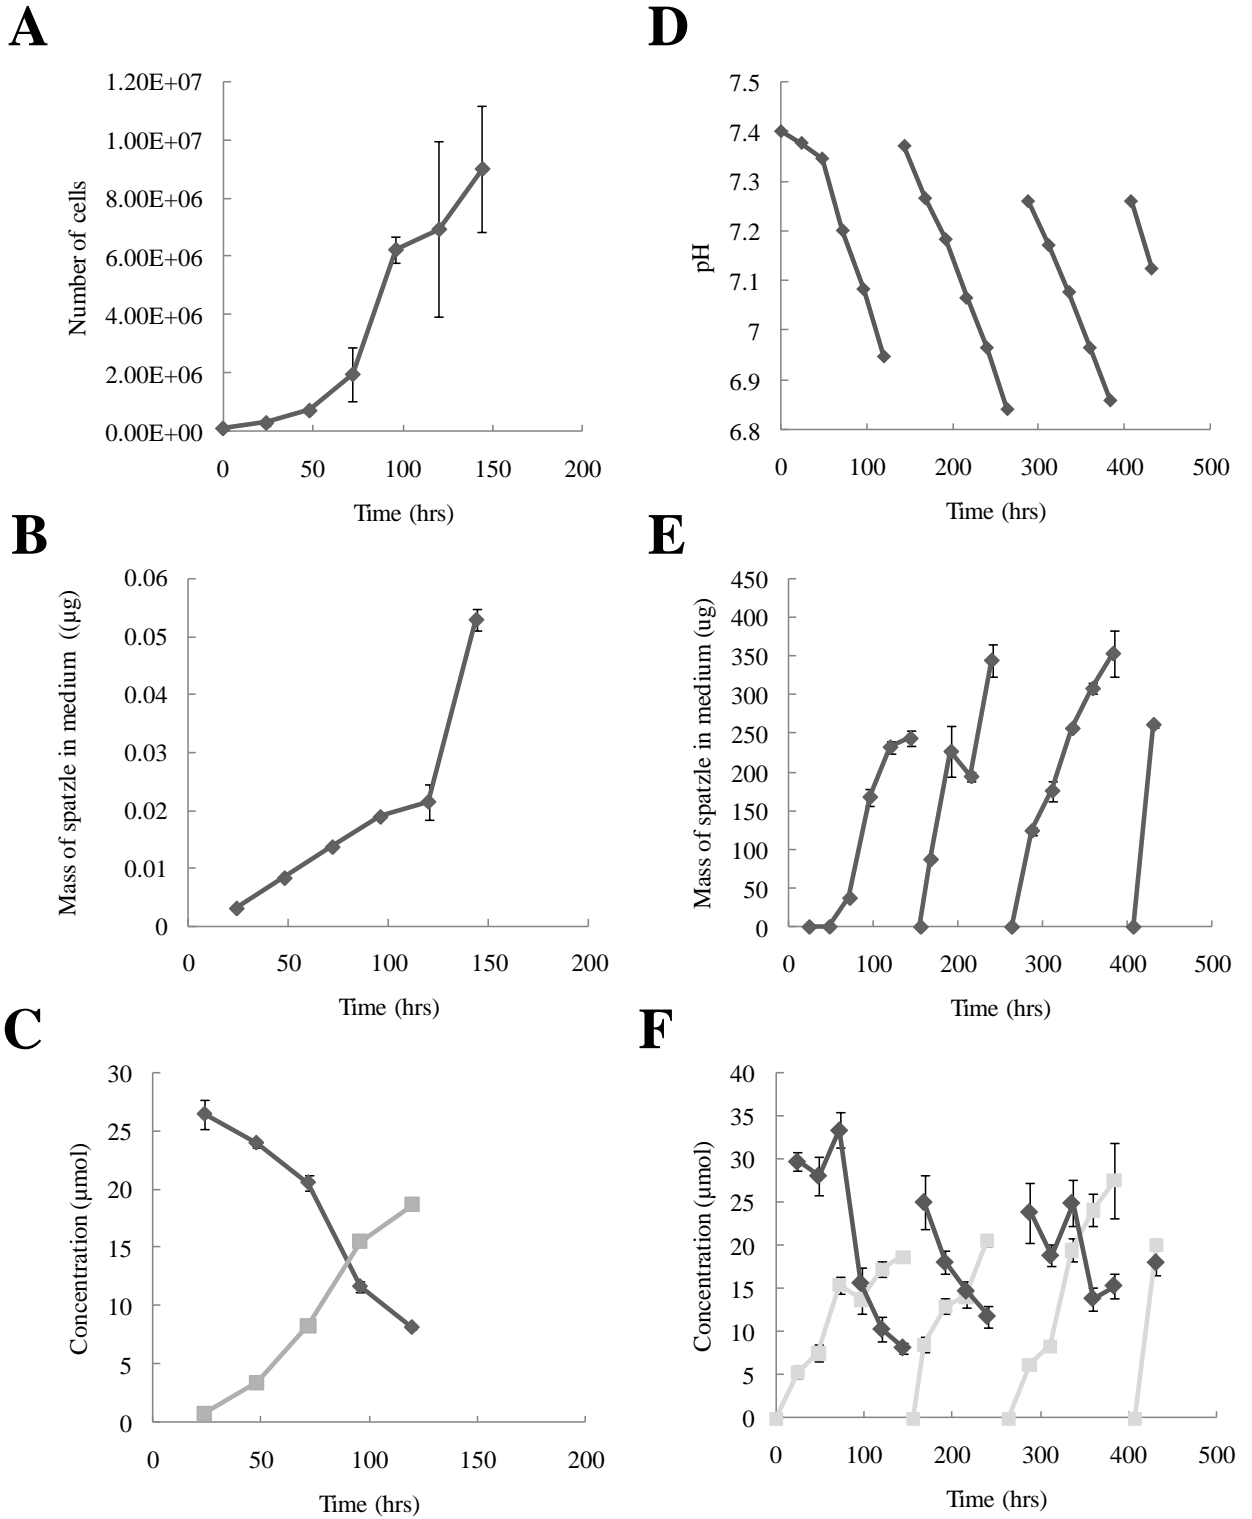 A
1.20E+07
1.00E+07
8.00E+06
6.00E+06
4.00E+06
2.00E+06
0.00E+00
Number of cells
0 50 100 150 200
Time (hrs)
B
0.06
0.05
0.04
0.03
0.02
0.01
0
Mass of spatzle in medium ((µg)
0 50 100 150 200
Time (hrs)
C
30
25
20
15
10
5
0
Concentration (µmol)
0 50 100 150 200
Time (hrs)
D
7.5
7.4
7.3
7.2
7.1
7
6.9
6.8
pH
0 100 200 300 400 500
Time (hrs)
E
450
400
350
300
250
200
150
100
50
0
Mass of spatzle in medium (ug)
0 100 200 300 400 500
Time (hrs)
F
40
35
30
25
20
15
10
5
0
Concentration (µmol)
0 100 200 300 400 500
Time (hrs)